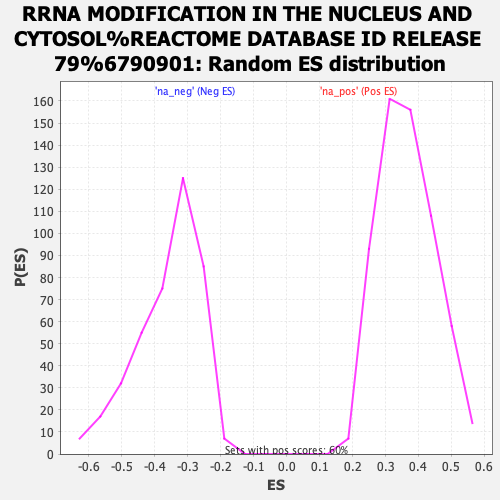 RRNA MODIFICATION IN THE NUCLEUS AND
CYTOSOL%REACTOME DATABASE ID RELEASE
79%6790901: Random ES distribution
'na_neg' (Neg ES)
'na_pos' (Pos ES)
P(ES)
160
150
140
130
120
110
100
90
80
70
60
50
40
30
20
10
0
Sets with pos scores: 60%
-0.6 -0.5 -0.4 -0.3 -0.2 -0.1 0.0 0.1 0.2 0.3 0.4 0.5 0.6
ES